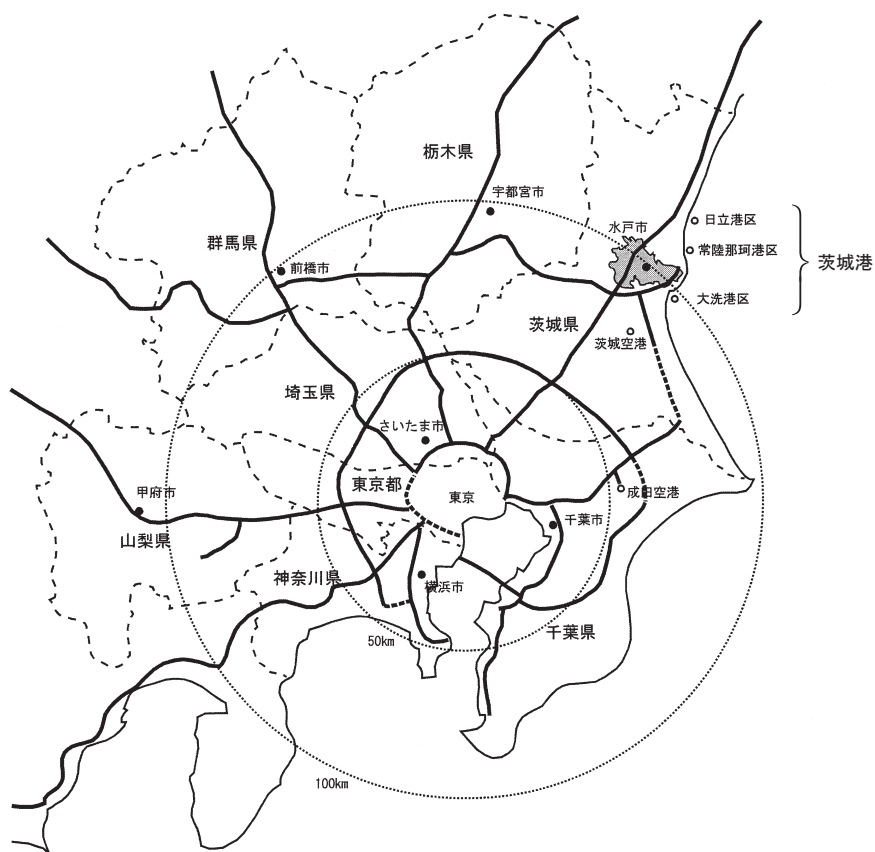 栃木県
宇都宮市
水戸市
日立港区
群馬県
常陸那珂港区
茨城港
前橋市
大洗港区
茨城県
茨城空港
埼玉県
さいたま市
東京都
甲府市
東京
成田空港
千葉市
山梨県
神奈川県
横浜市
千葉県
50km
100km